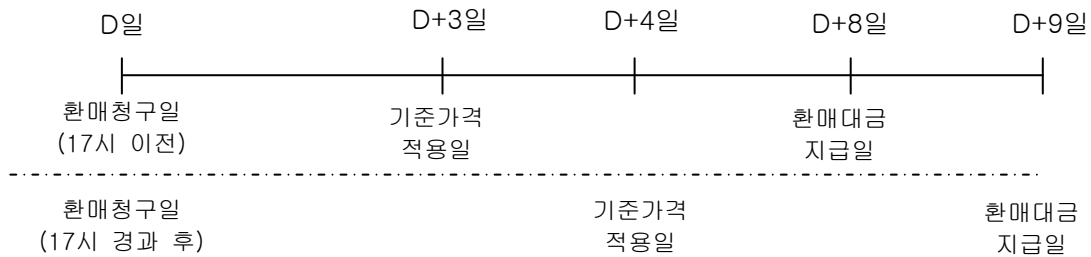 D일 D+3일 D+4일 D+8일 D+9일
환매청구일
(17시 이전)
기준가격
적용일
환매대금
지급일
환매청구일
(17시 경과 후)
기준가격
적용일
환매대금
지급일